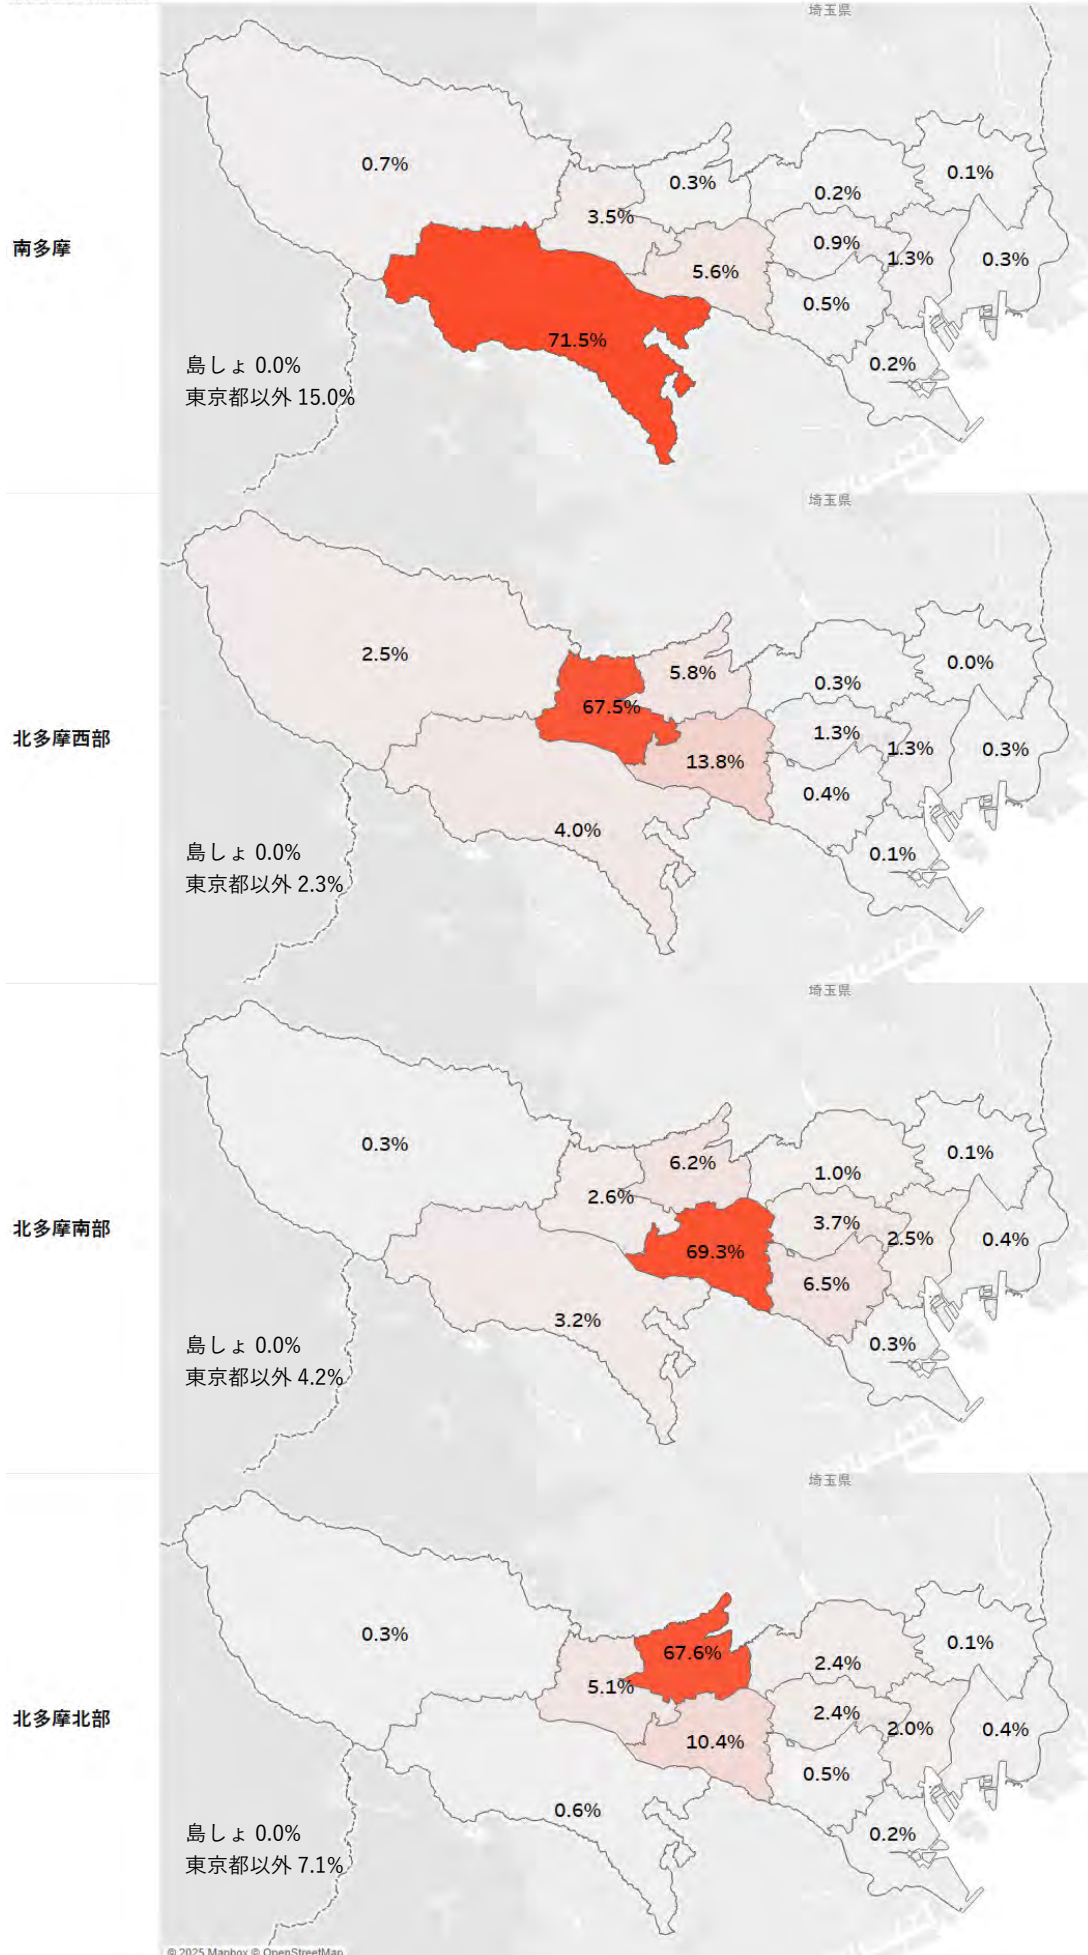 埼玉県
南多摩
0.7%
0.3%
0.2%
0.1%
3.5%
0.9%
1.3%
0.3%
5.6%
0.5%
71.5%
0.2%
島しょ 0.0%
東京都以外 15.0%
埼玉県
北多摩西部
2.5%
5.8%
0.3%
0.0%
67.5%
1.3%
1.3%
0.3%
13.8%
0.4%
4.0%
0.1%
島しょ 0.0%
東京都以外 2.3%
埼玉県
北多摩南部
0.3%
6.2%
1.0%
0.1%
2.6%
3.7%
2.5%
0.4%
69.3%
6.5%
3.2%
0.3%
島しょ 0.0%
東京都以外 4.2%
埼玉県
北多摩北部
0.3%
67.6%
2.4%
0.1%
5.1%
2.4%
2.0%
0.4%
10.4%
0.5%
0.6%
0.2%
島しょ 0.0%
東京都以外 7.1%
© 2025 Mapbox © OpenStreetMap